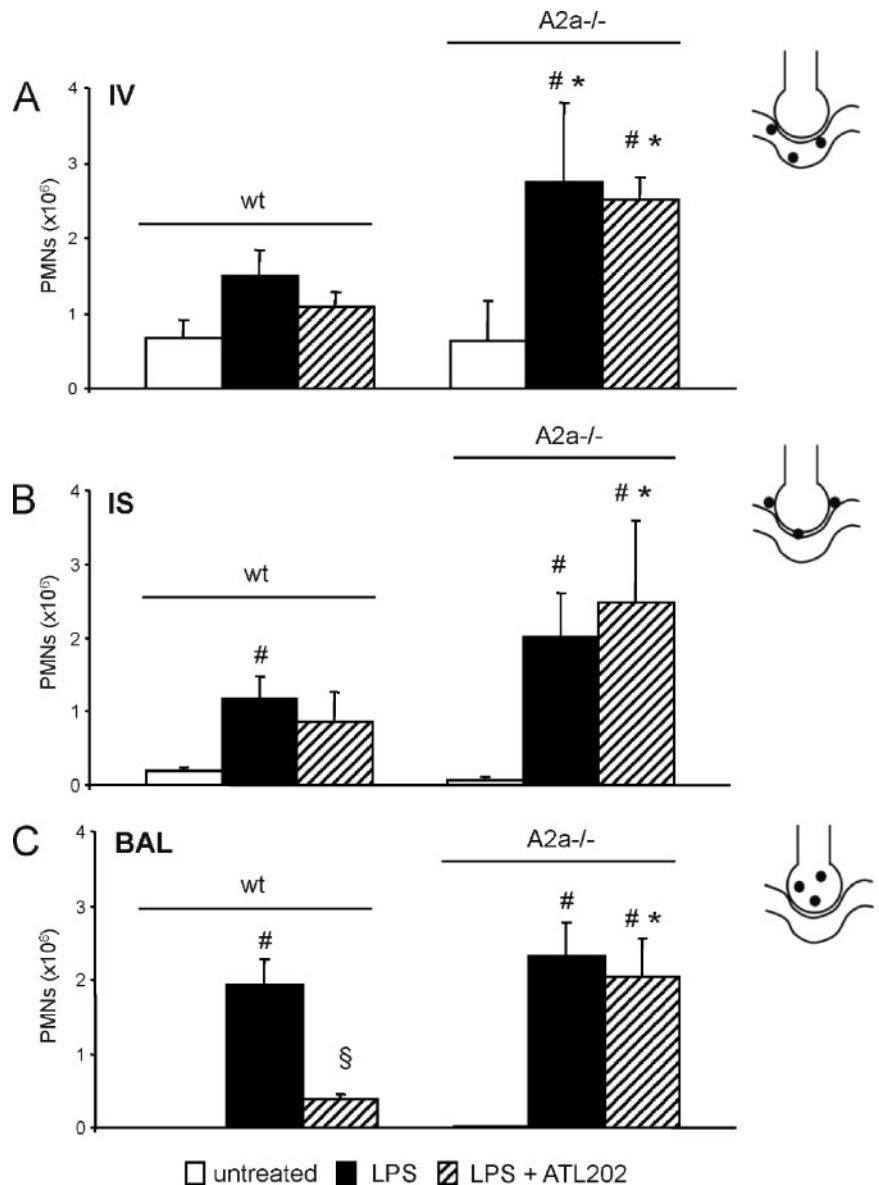 A2a-/-
A IV
4
# *
# *
3
wt
2
1
0
PMNs (x10⁶)
A2a-/-
B IS
4
# *
wt
#
3
#
2
1
0
PMNs (x10⁶)
C BAL
A2a-/-
4
wt
#
# *
3
#
2
§
1
0
PMNs (x10⁶)
untreated LPS LPS + ATL202